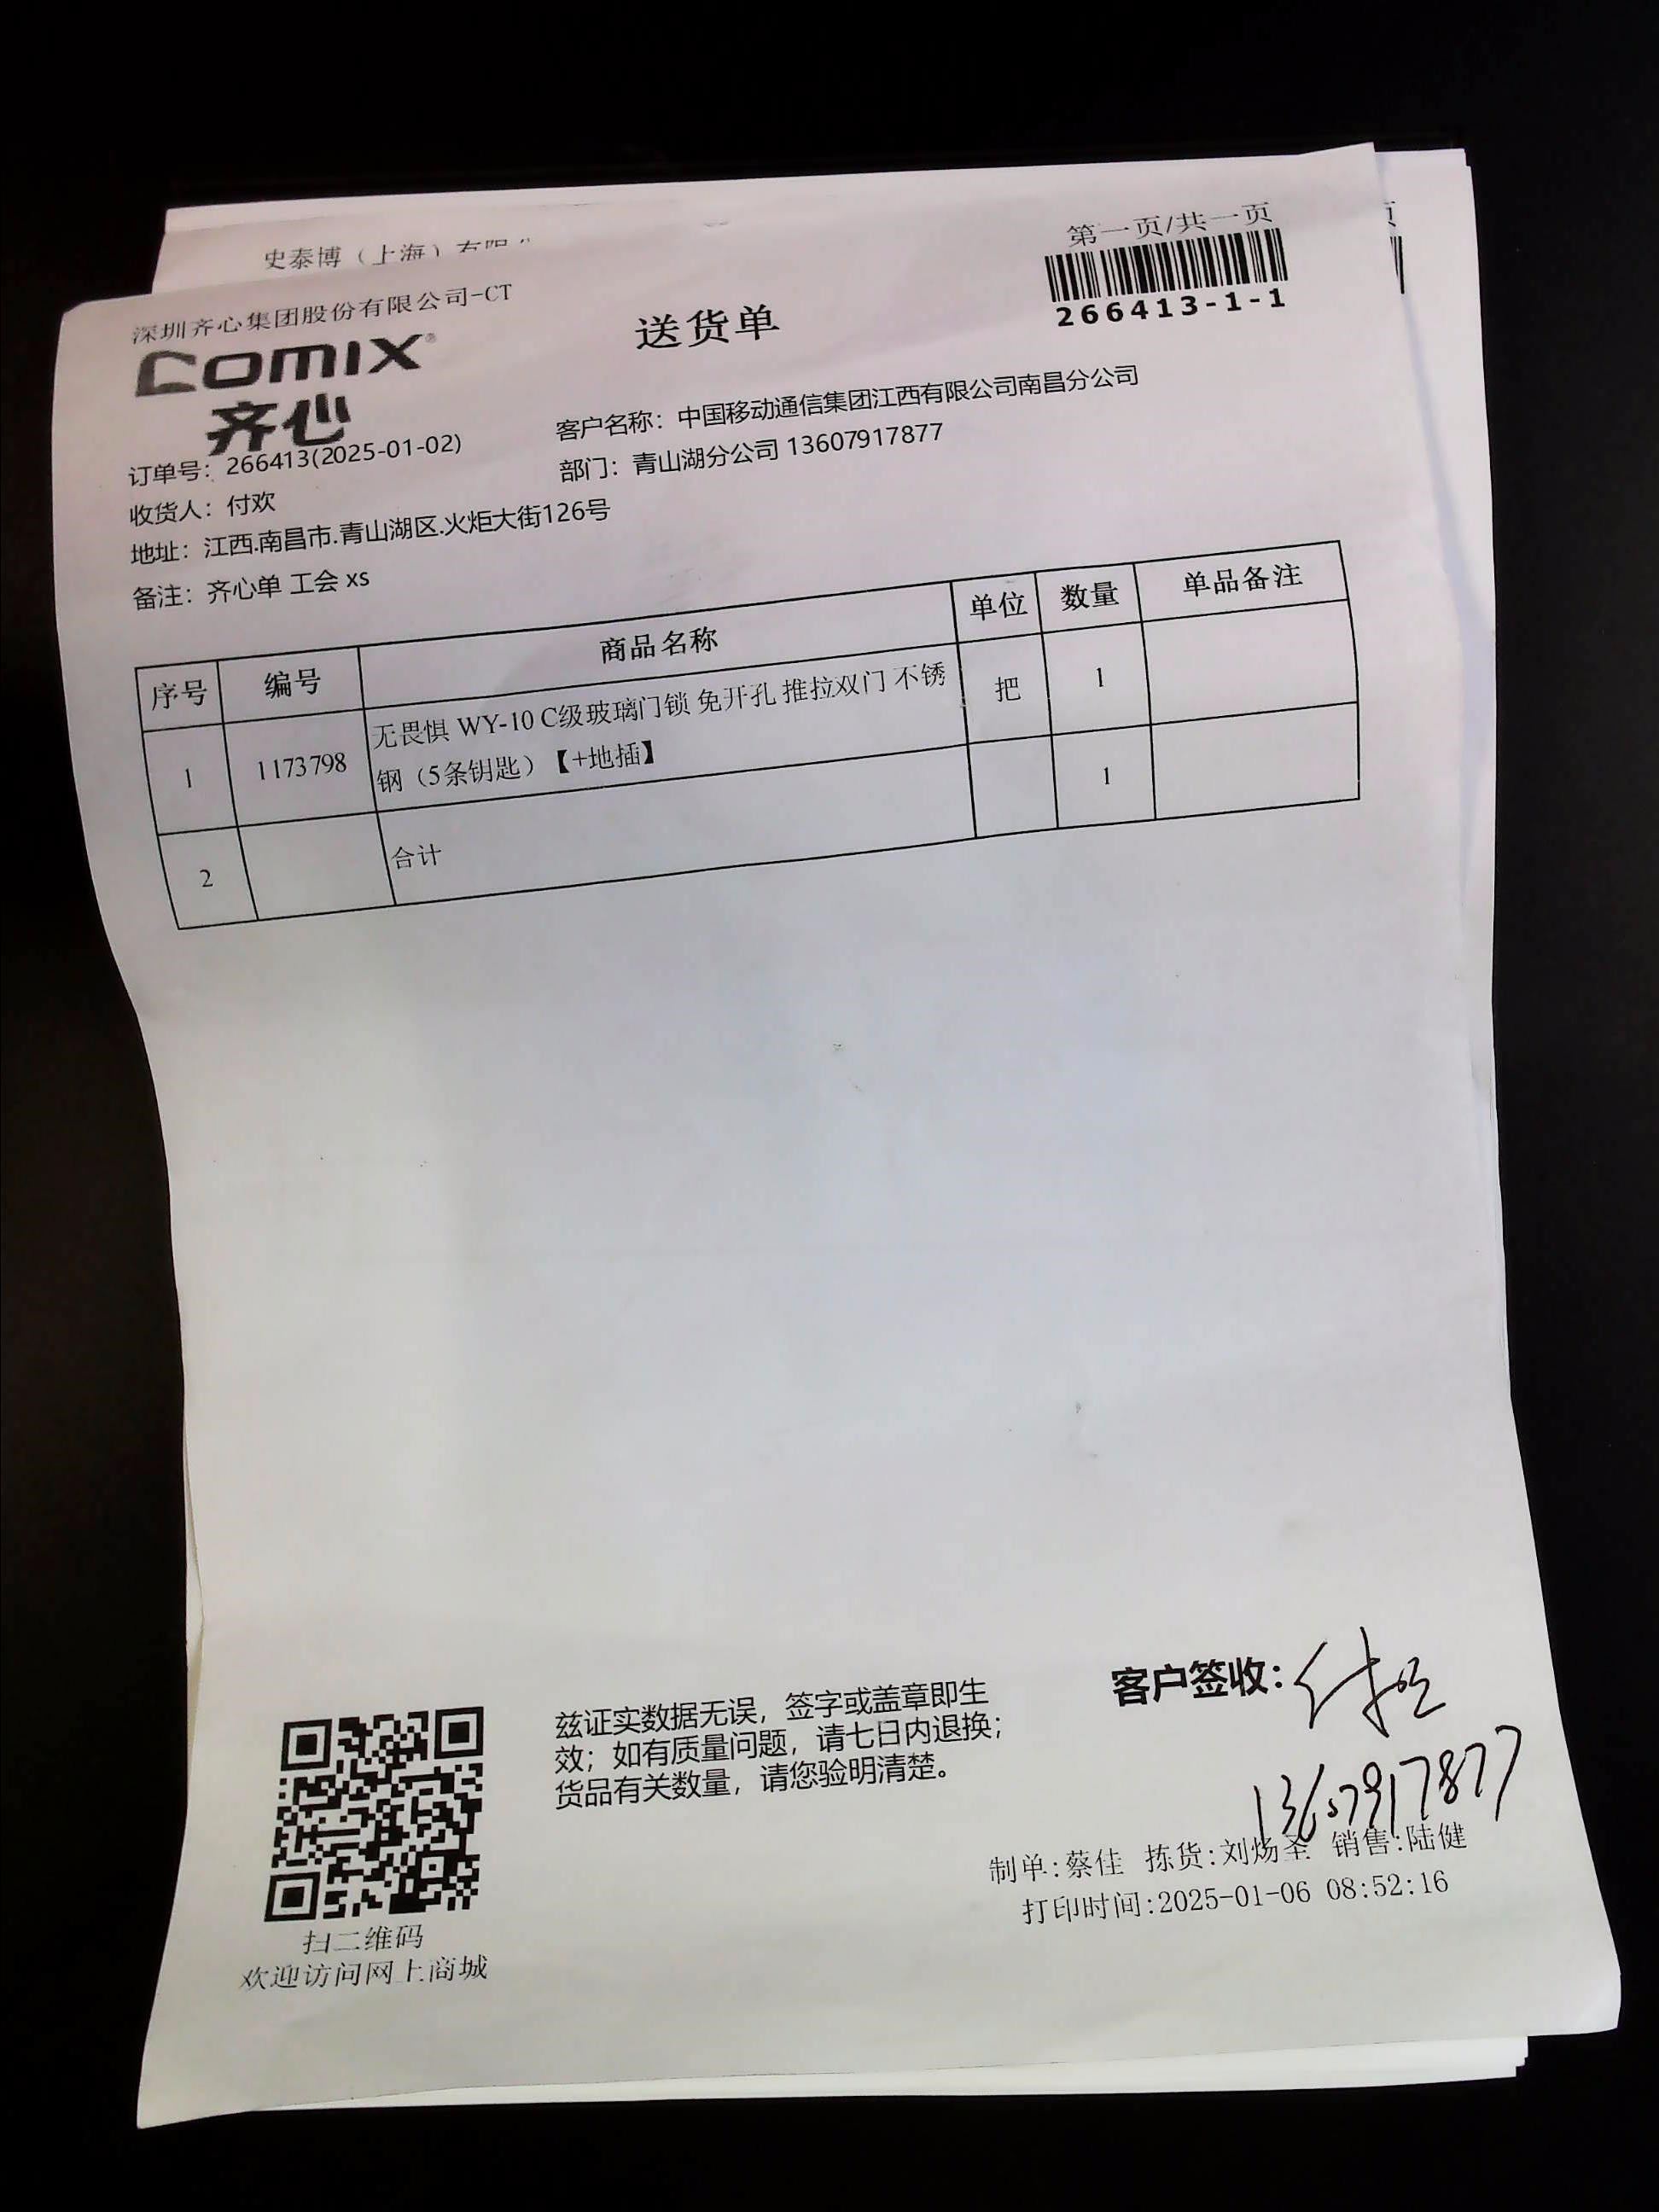 史泰博（上海）有限
第一页/共一页
266413-1-1
深圳齐心集团股份有限公司-CT
COMIX®
齐心
送货单
订单号：266413(2025-01-02)
客户名称：中国移动通信集团江西有限公司南昌分公司
收货人：付欢
部门：青山湖分公司 13607917877
地址：江西.南昌市.青山湖区.火炬大街126号
备注：齐心单 工会 xs
序号 编号 商品名称 单位 数量 单品备注
1 1173798 无畏惧 WY-10 C级玻璃门锁 免开孔 推拉双门 不锈 把 1
钢（5条钥匙）【+地插】
2 合计 1
兹证实数据无误，签字或盖章即生
效；如有质量问题，请七日内退换；
货品有关数量，请您验明清楚。
客户签收：
13607917877
制单:蔡佳 拣货:刘炀圣 销售:陆健
打印时间:2025-01-06 08:52:16
扫二维码
欢迎访问网上商城